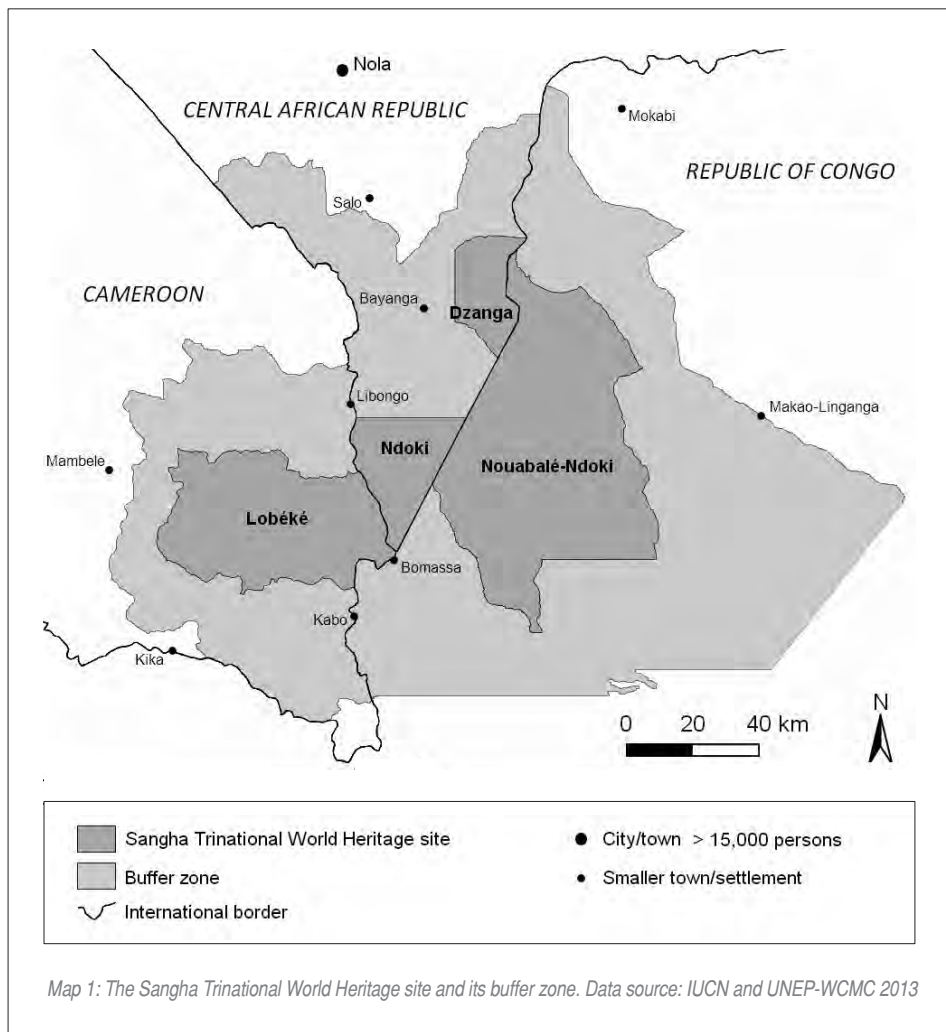 Nola
CENTRAL AFRICAN REPUBLIC
Mokabi
REPUBLIC OF CONGO
Salo
CAMEROON
Bayanga
Dzanga
Libongo
Makao-Linganga
Ndoki
Mambele
Nouabalé-Ndoki
Lobéké
Bomassa
Kabo
Kika
N
0 20 40 km
Sangha Trinational World Heritage site
Buffer zone
International border
City/town > 15,000 persons
Smaller town/settlement
Map 1: The Sangha Trinational World Heritage site and its buffer zone. Data source: IUCN and UNEP-WCMC 2013